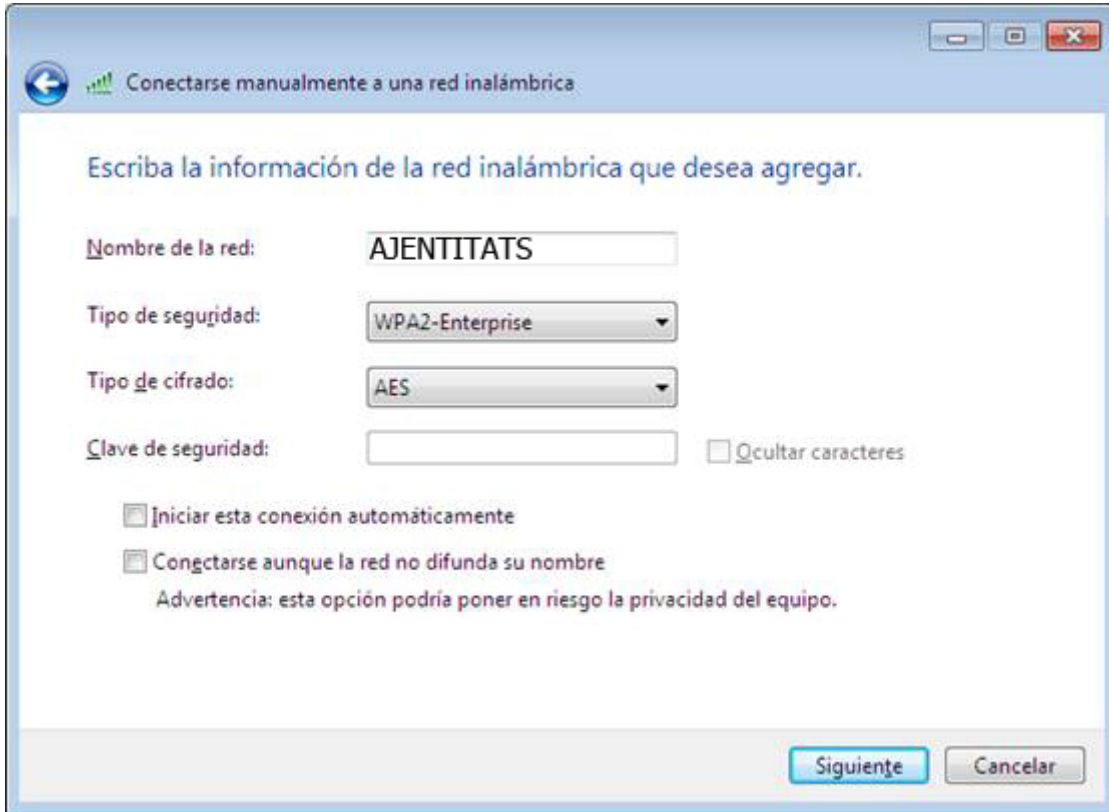 Conectarse manualmente a una red inalámbrica
Escriba la información de la red inalámbrica que desea agregar.
Nombre de la red: AJENTITATS
Tipo de seguridad: WPA2-Enterprise
Tipo de cifrado: AES
Clave de seguridad: Ocultar caracteres
Iniciar esta conexión automáticamente
Conectarse aunque la red no difunda su nombre
Advertencia: esta opción podría poner en riesgo la privacidad del equipo.
Siguiente Cancelar